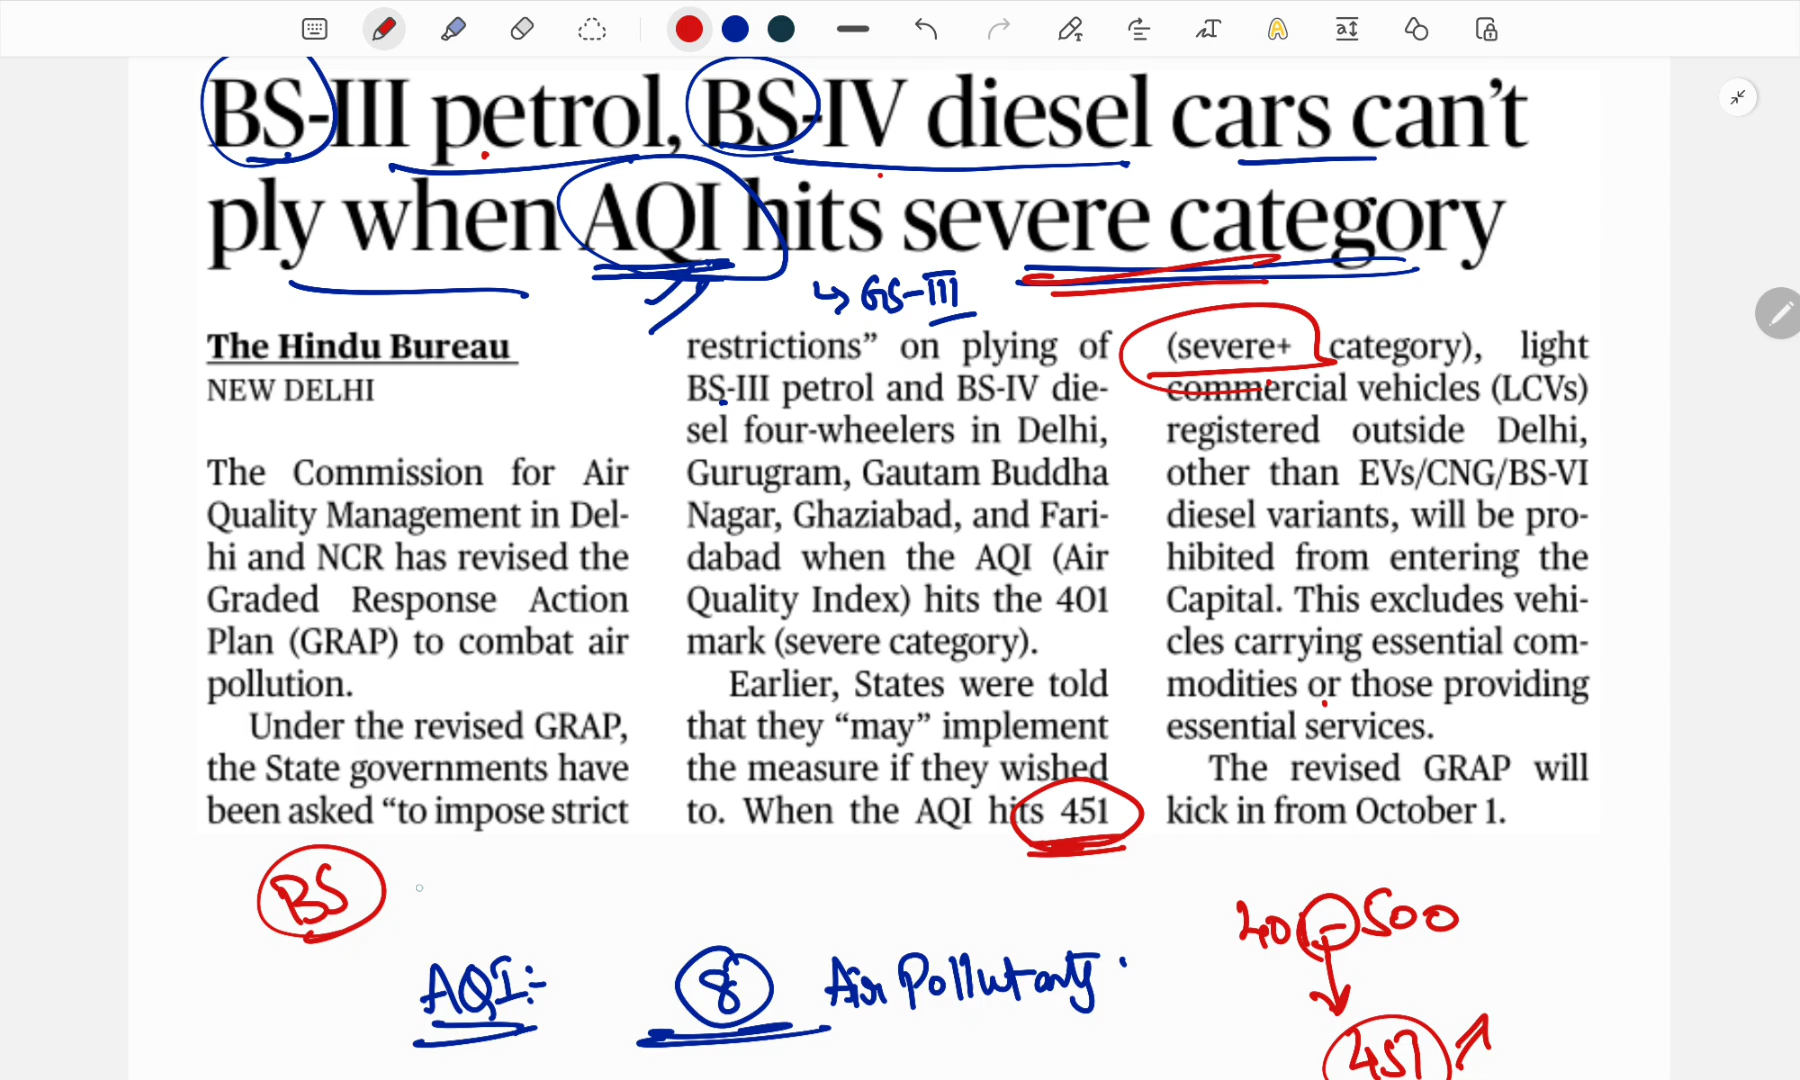 BS-III petrol, BS-IV diesel cars can't
ply when AQI hits severe category
↳ GS-III
The Hindu Bureau
NEW DELHI
The Commission for Air
Quality Management in Del-
hi and NCR has revised the
Graded Response Action
Plan (GRAP) to combat air
pollution.
Under the revised GRAP,
the State governments have
been asked “to impose strict
restrictions” on plying of
BS-III petrol and BS-IV die-
sel four-wheelers in Delhi,
Gurugram, Gautam Buddha
Nagar, Ghaziabad, and Fari-
dabad when the AQI (Air
Quality Index) hits the 401
mark (severe category).
Earlier, States were told
that they “may” implement
the measure if they wished
to. When the AQI hits 451
(severe+ category), light
commercial vehicles (LCVs)
registered outside Delhi,
other than EVs/CNG/BS-VI
diesel variants, will be pro-
hibited from entering the
Capital. This excludes vehi-
cles carrying essential com-
modities or those providing
essential services.
The revised GRAP will
kick in from October 1.
BS
AQI:-
8 Air Pollutants
500
451